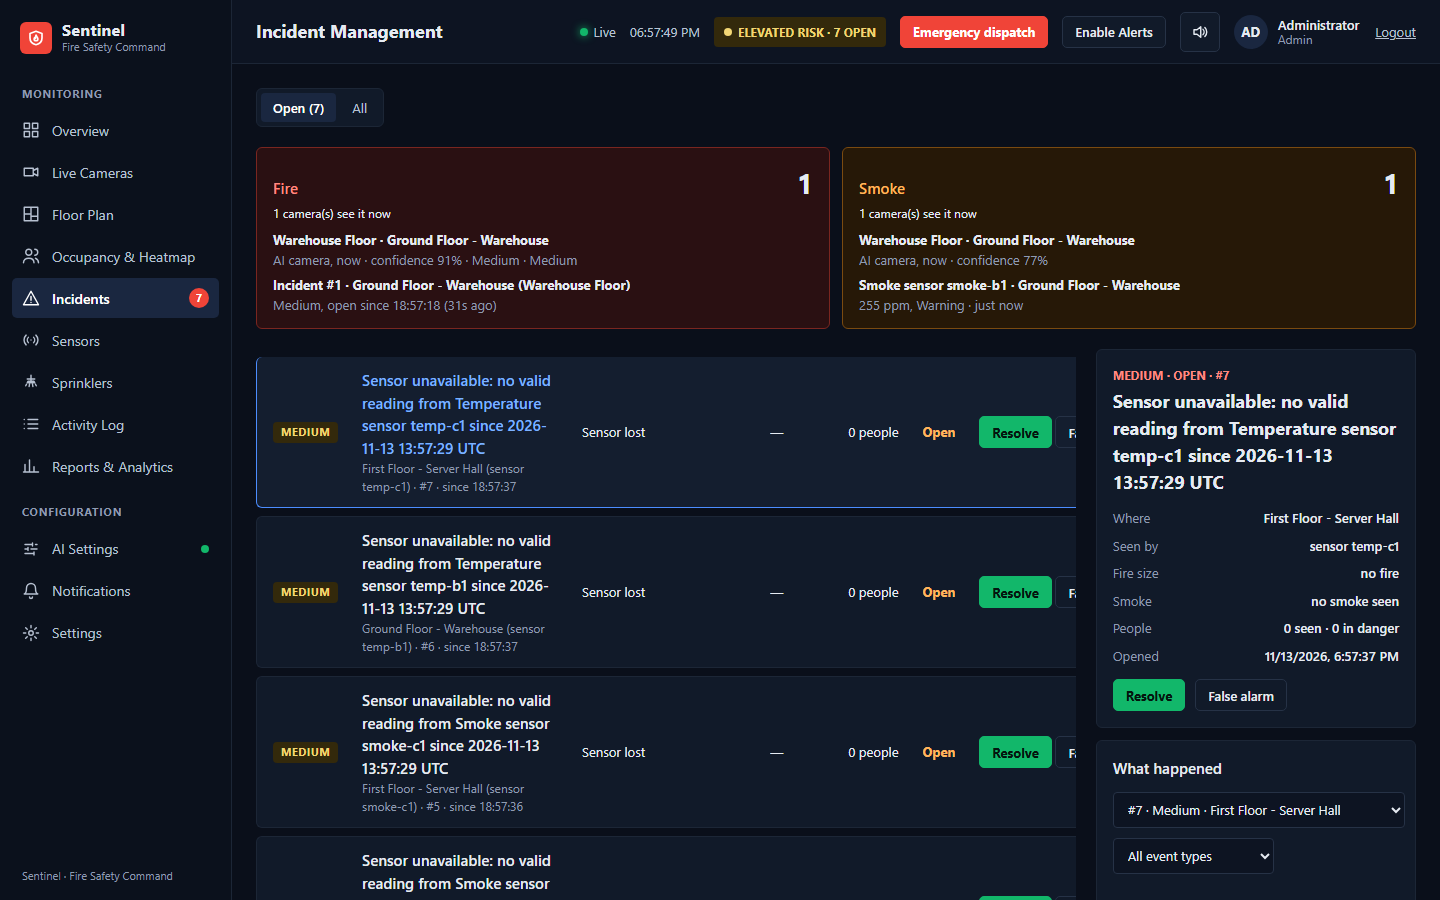 Sentinel
Fire Safety Command
MONITORING
Overview
Live Cameras
Floor Plan
Occupancy & Heatmap
Incidents 7
Sensors
Sprinklers
Activity Log
Reports & Analytics
CONFIGURATION
AI Settings
Notifications
Settings
Sentinel · Fire Safety Command
Incident Management
Live
06:57:49 PM
ELEVATED RISK · 7 OPEN
Emergency dispatch
Enable Alerts
AD
Administrator
Admin
Logout
Open (7)
All
Fire 1
1 camera(s) see it now
Warehouse Floor · Ground Floor - Warehouse
AI camera, now · confidence 91% · Medium · Medium
Incident #1 · Ground Floor - Warehouse (Warehouse Floor)
Medium, open since 18:57:18 (31s ago)
Smoke 1
1 camera(s) see it now
Warehouse Floor · Ground Floor - Warehouse
AI camera, now · confidence 77%
Smoke sensor smoke-b1 · Ground Floor - Warehouse
255 ppm, Warning · just now
MEDIUM
Sensor unavailable: no valid
reading from Temperature
sensor temp-c1 since 2026-
11-13 13:57:29 UTC
First Floor - Server Hall (sensor
temp-c1) · #7 · since 18:57:37
Sensor lost — 0 people Open Resolve
MEDIUM
Sensor unavailable: no valid
reading from Temperature
sensor temp-b1 since 2026-
11-13 13:57:29 UTC
Ground Floor - Warehouse (sensor
temp-b1) · #6 · since 18:57:37
Sensor lost — 0 people Open Resolve
MEDIUM
Sensor unavailable: no valid
reading from Smoke sensor
smoke-c1 since 2026-11-13
13:57:29 UTC
First Floor - Server Hall (sensor
smoke-c1) · #5 · since 18:57:36
Sensor lost — 0 people Open Resolve
Sensor unavailable: no valid
reading from Smoke sensor
MEDIUM · OPEN · #7
Sensor unavailable: no valid
reading from Temperature sensor
temp-c1 since 2026-11-13
13:57:29 UTC
Where First Floor - Server Hall
Seen by sensor temp-c1
Fire size no fire
Smoke no smoke seen
People 0 seen · 0 in danger
Opened 11/13/2026, 6:57:37 PM
Resolve
False alarm
What happened
#7 · Medium · First Floor - Server Hall
All event types